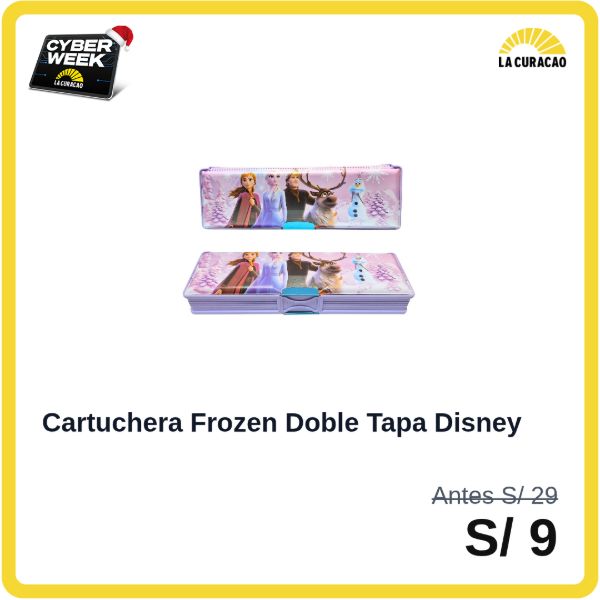 CYBER
WEEK
LA CURACAO
LA CURACAO
Cartuchera Frozen Doble Tapa Disney
Antes S/ 29
S/ 9